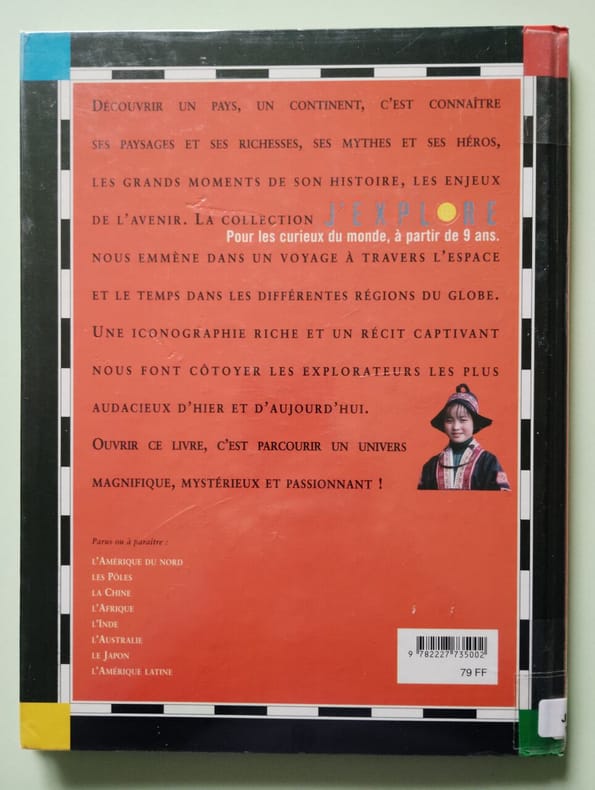 DÉCOUVRIR UN PAYS, UN CONTINENT, C'EST CONNAÎTRE
SES PAYSAGES ET SES RICHESSES, SES MYTHES ET SES HÉROS,
LES GRANDS MOMENTS DE SON HISTOIRE, LES ENJEUX
DE L'AVENIR. LA COLLECTION J'EXPLORE
Pour les curieux du monde, à partir de 9 ans.
NOUS EMMÈNE DANS UN VOYAGE À TRAVERS L'ESPACE
ET LE TEMPS DANS LES DIFFÉRENTES RÉGIONS DU GLOBE.
UNE ICONOGRAPHIE RICHE ET UN RÉCIT CAPTIVANT
NOUS FONT CÔTOYER LES EXPLORATEURS LES PLUS
AUDACIEUX D'HIER ET D'AUJOURD'HUI.
OUVRIR CE LIVRE, C'EST PARCOURIR UN UNIVERS
MAGNIFIQUE, MYSTÉRIEUX ET PASSIONNANT !
Parus ou à paraître :
L'AMÉRIQUE DU NORD
LES PÔLES
LA CHINE
L'AFRIQUE
L'INDE
L'AUSTRALIE
LE JAPON
L'AMÉRIQUE LATINE
9 782227 735002
79 FF